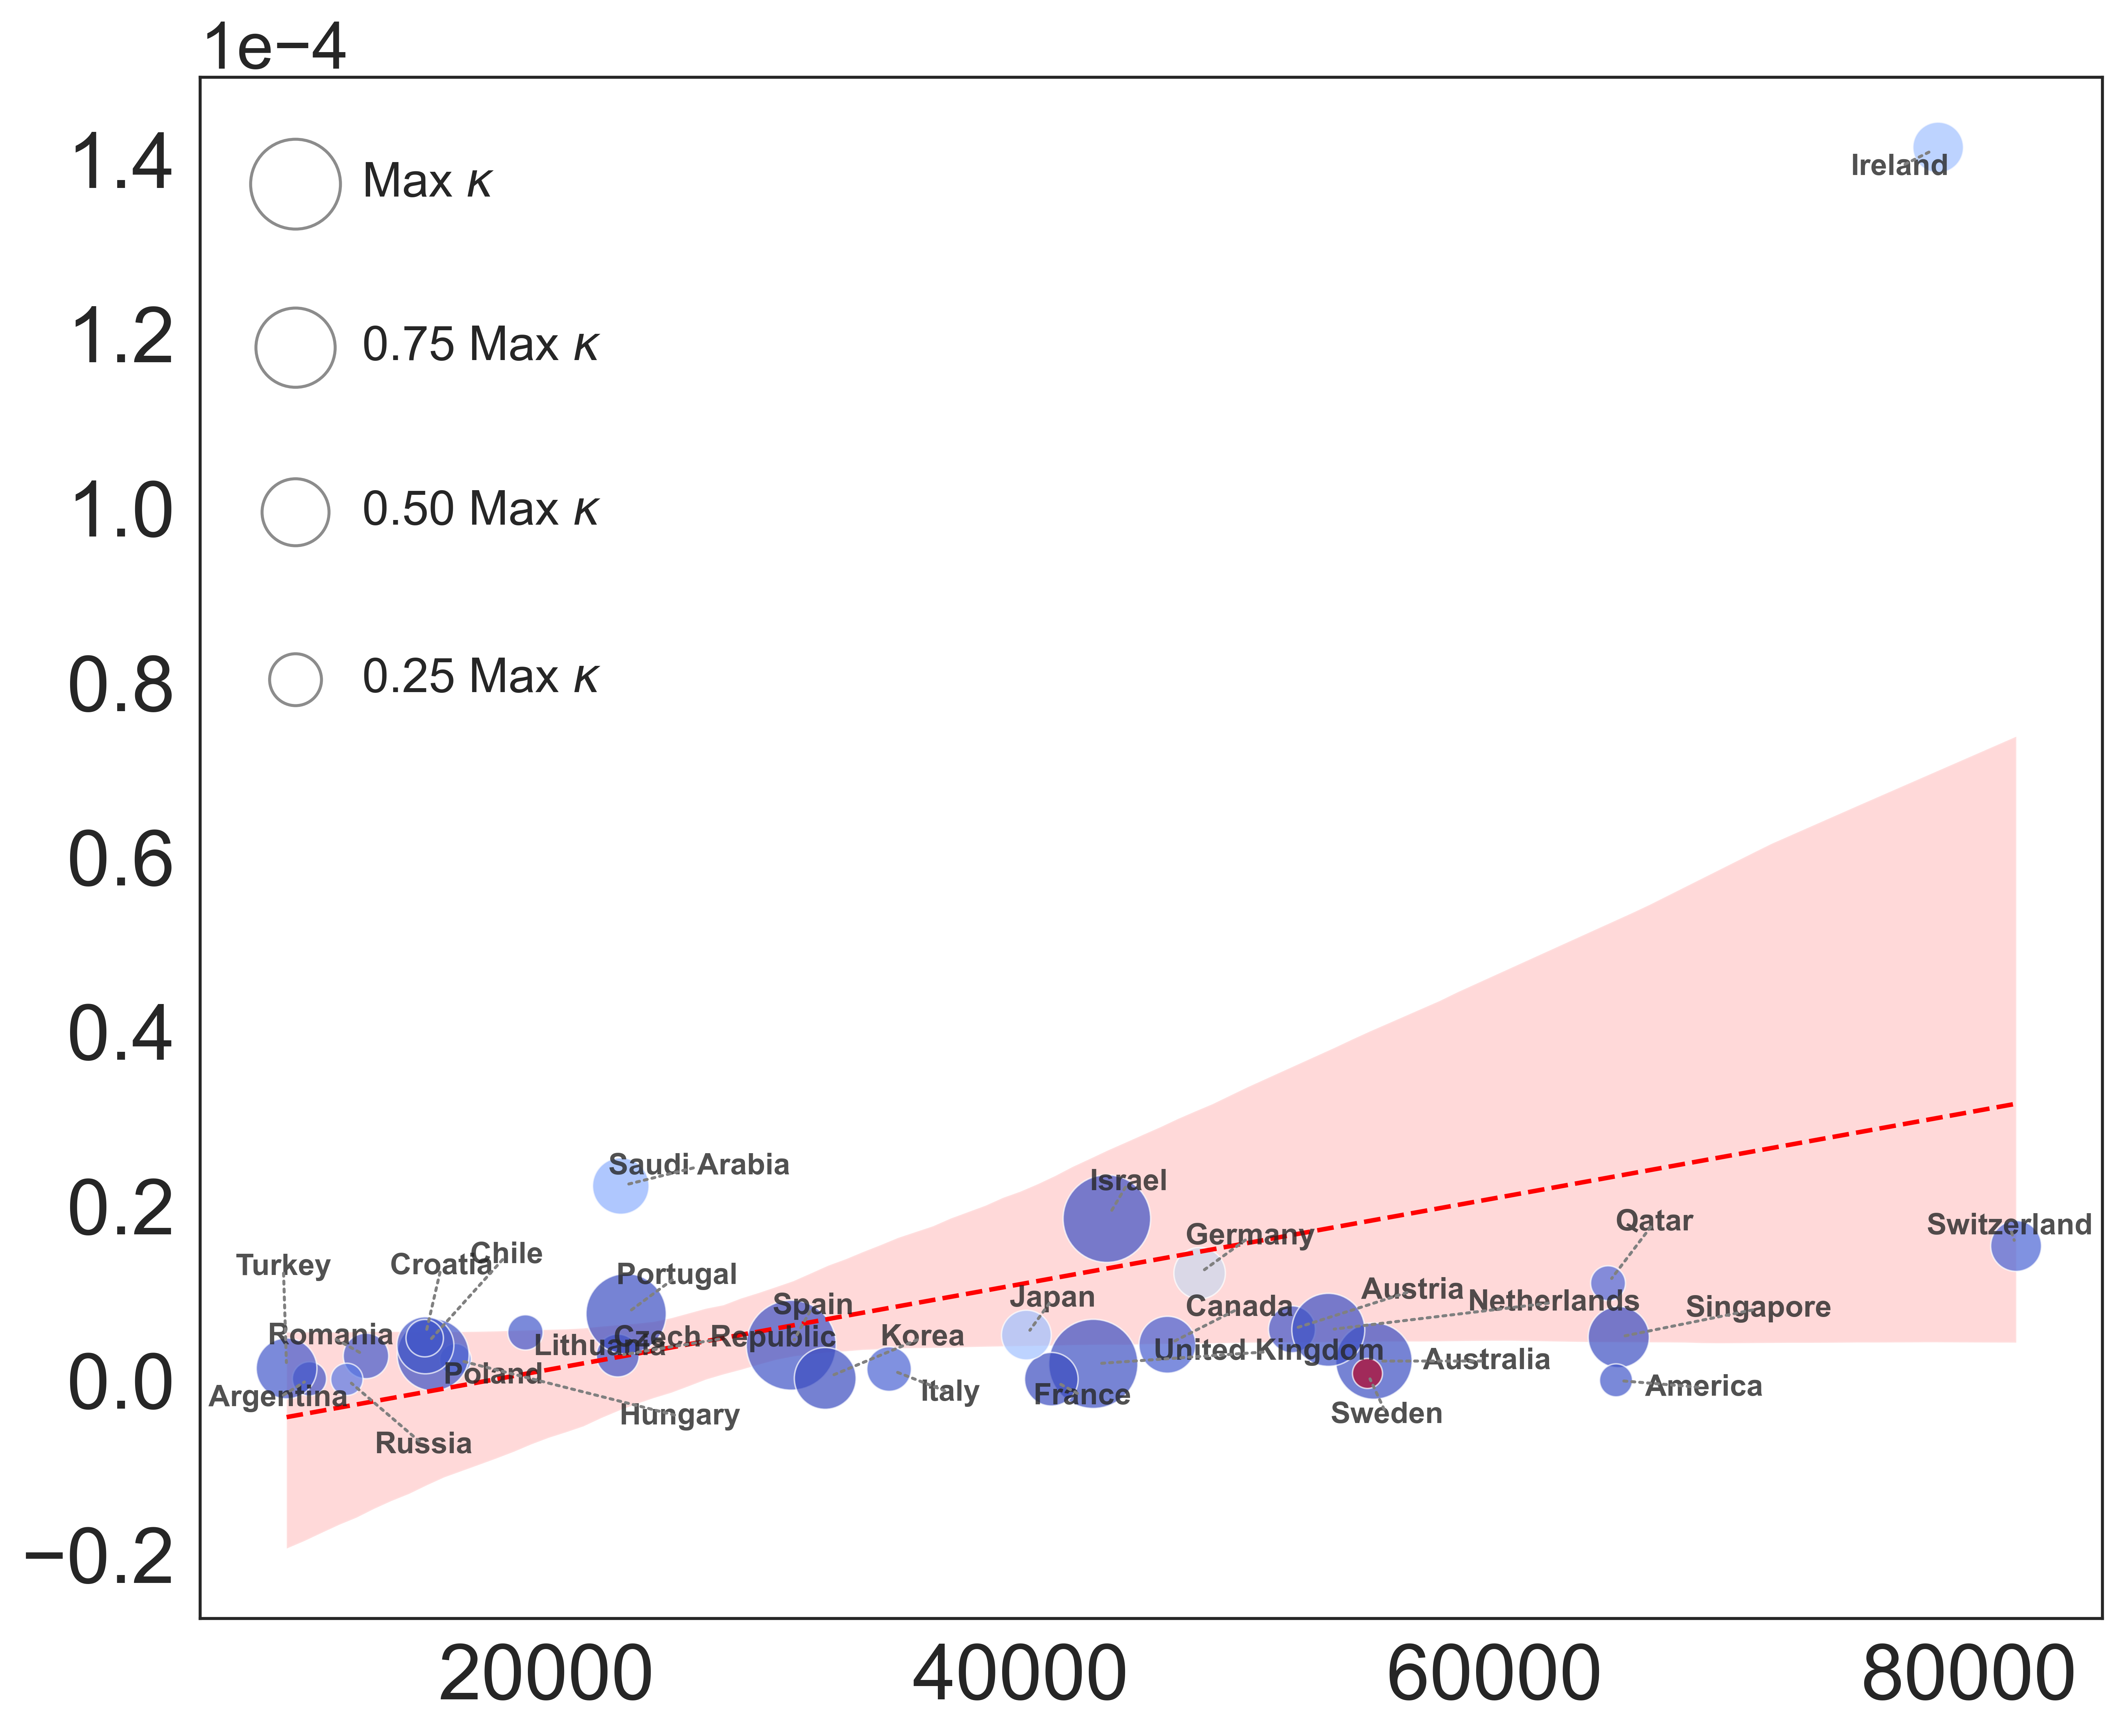 1e−4
1.4
1.2
1.0
0.8
0.6
0.4
0.2
0.0
−0.2
Max κ
0.75 Max κ
0.50 Max κ
0.25 Max κ
Ireland
Saudi Arabia
Israel
Germany
Qatar
Switzerland
Turkey
Croatia
Chile
Portugal
Spain
Japan
Canada
Austria
Netherlands
Singapore
Romania
Lithuania
Czech Republic
Korea
United Kingdom
Australia
Poland
Argentina
Italy
France
America
Hungary
Sweden
Russia
20000
40000
60000
80000